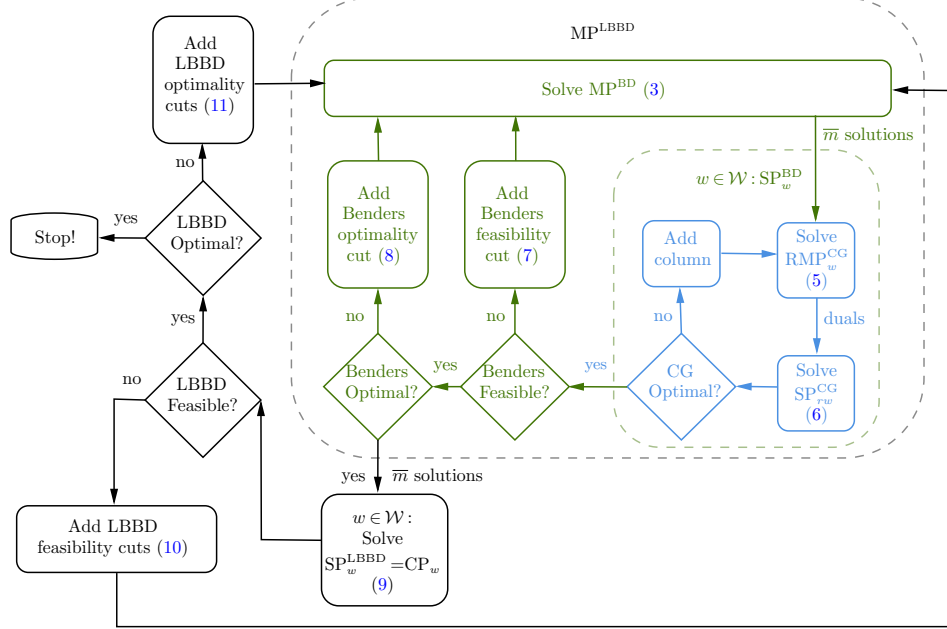 MP^LBBD
Add
LBBD
optimality
cuts (11)
Solve MP^BD (3)
no
m̅ solutions
w ∈ 𝒲 : SP_w^BD
Add
Benders
optimality
cut (8)
Add
Benders
feasibility
cut (7)
Stop!
yes
LBBD
Optimal?
Add
column
Solve
RMP_w^CG
(5)
yes
no
no
no
duals
no
LBBD
Feasible?
Benders
Optimal?
yes
Benders
Feasible?
yes
CG
Optimal?
Solve
SP_rw^CG
(6)
yes
m̅ solutions
Add LBBD
feasibility cuts (10)
w ∈ 𝒲 :
Solve
SP_w^LBBD = CP_w
(9)